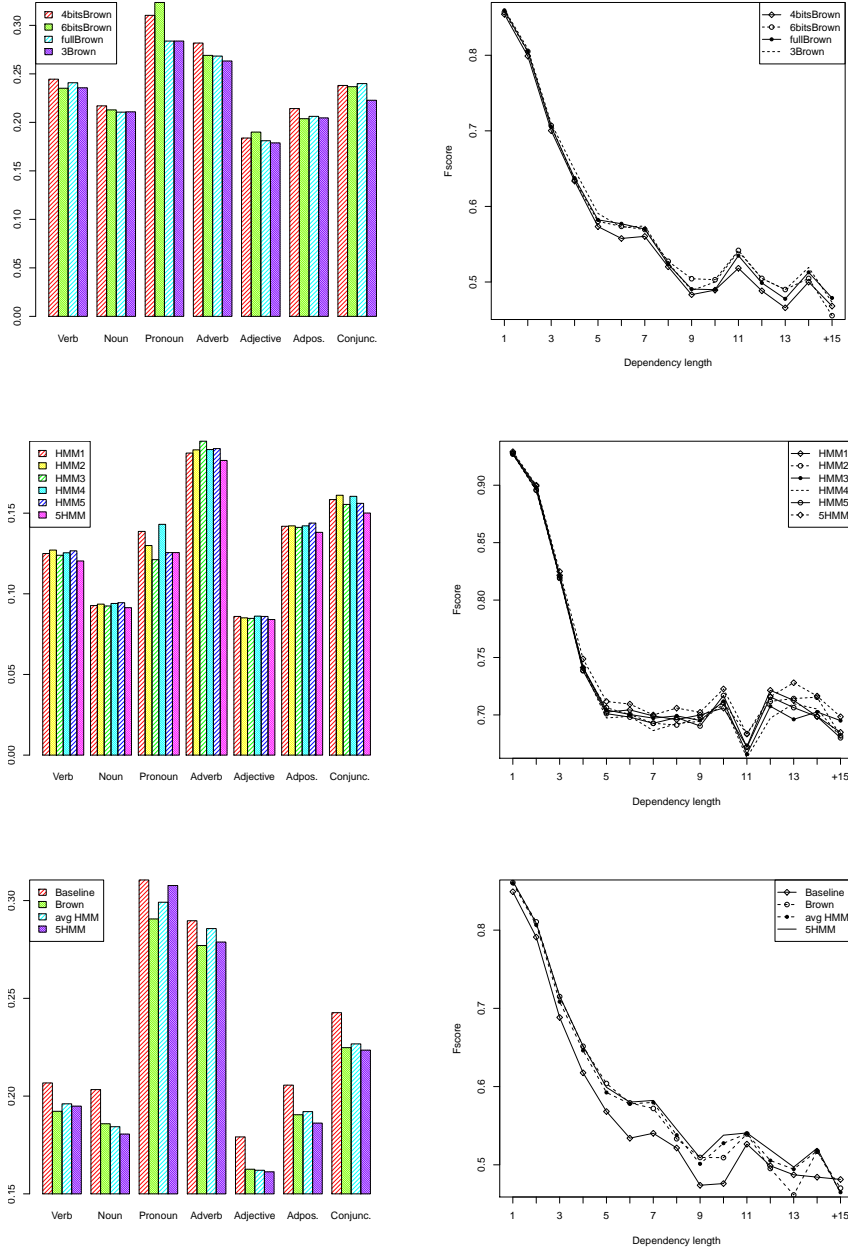 4bitsBrown
6bitsBrown
fullBrown
3Brown
0.00 0.05 0.10 0.15 0.20 0.25 0.30
Verb Noun Pronoun Adverb Adjective Adpos. Conjunc.
4bitsBrown
6bitsBrown
fullBrown
3Brown
0.5 0.6 0.7 0.8
Fscore
1 3 5 7 9 11 13 +15
Dependency length
HMM1
HMM2
HMM3
HMM4
HMM5
5HMM
0.00 0.05 0.10 0.15
Verb Noun Pronoun Adverb Adjective Adpos. Conjunc.
HMM1
HMM2
HMM3
HMM4
HMM5
5HMM
0.70 0.75 0.80 0.85 0.90
Fscore
1 3 5 7 9 11 13 +15
Dependency length
Baseline
Brown
avg HMM
5HMM
0.15 0.20 0.25 0.30
Verb Noun Pronoun Adverb Adjective Adpos. Conjunc.
Baseline
Brown
avg HMM
5HMM
0.5 0.6 0.7 0.8
Fscore
1 3 5 7 9 11 13 +15
Dependency length